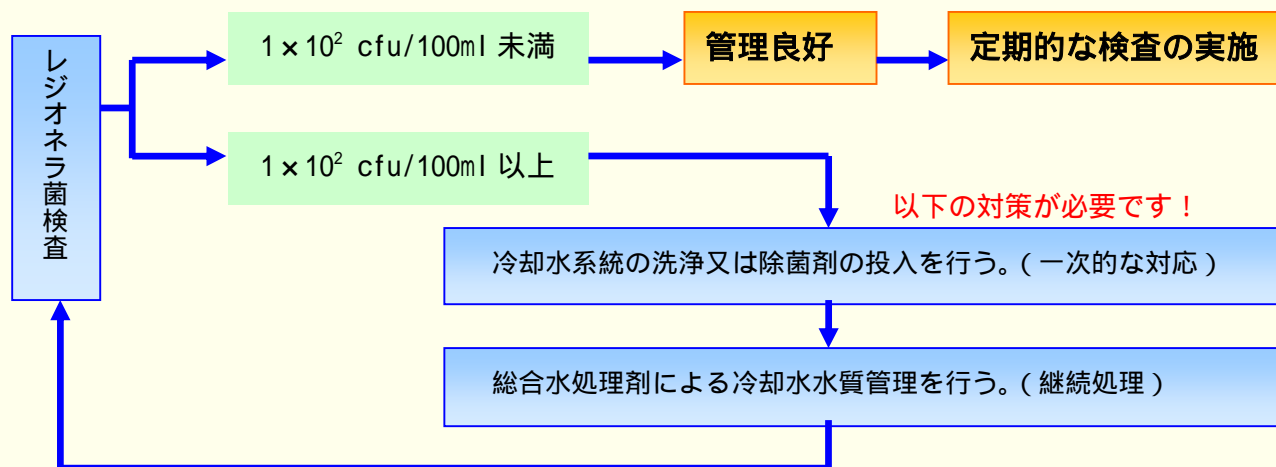 レジオネラ菌検査
1×10² cfu/100ml 未満
管理良好
定期的な検査の実施
1×10² cfu/100ml 以上
以下の対策が必要です！
冷却水系統の洗浄又は除菌剤の投入を行う。(一次的な対応)
総合水処理剤による冷却水水質管理を行う。(継続処理)